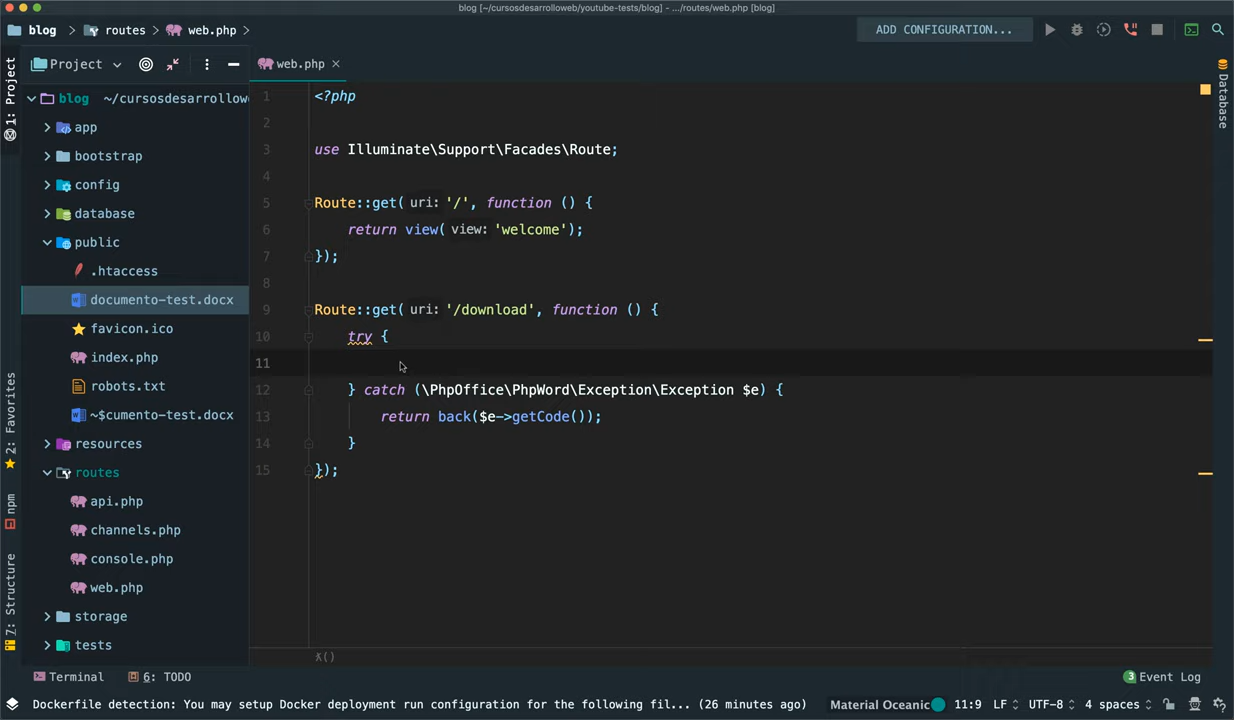 blog [~/cursosdesarrolloweb/youtube-tests/blog] - .../routes/web.php [blog]
blog routes web.php ADD CONFIGURATION...
Project
web.php
1: Project
2: Favorites
npm
7: Structure
Database
blog ~/cursosdesarrollow
app
bootstrap
config
database
public
.htaccess
documento-test.docx
favicon.ico
index.php
robots.txt
~$cumento-test.docx
resources
routes
api.php
channels.php
console.php
web.php
storage
tests
1 <?php
2
3 use Illuminate\Support\Facades\Route;
4
5 Route::get( uri: '/', function () {
6 return view( view: 'welcome');
7 });
8
9 Route::get( uri: '/download', function () {
10 try {
11
12 } catch (\PhpOffice\PhpWord\Exception\Exception $e) {
13 return back($e->getCode());
14 }
15 });
λ()
Terminal 6: TODO 3 Event Log
Dockerfile detection: You may setup Docker deployment run configuration for the following fil... (26 minutes ago) Material Oceanic 11:9 LF UTF-8 4 spaces